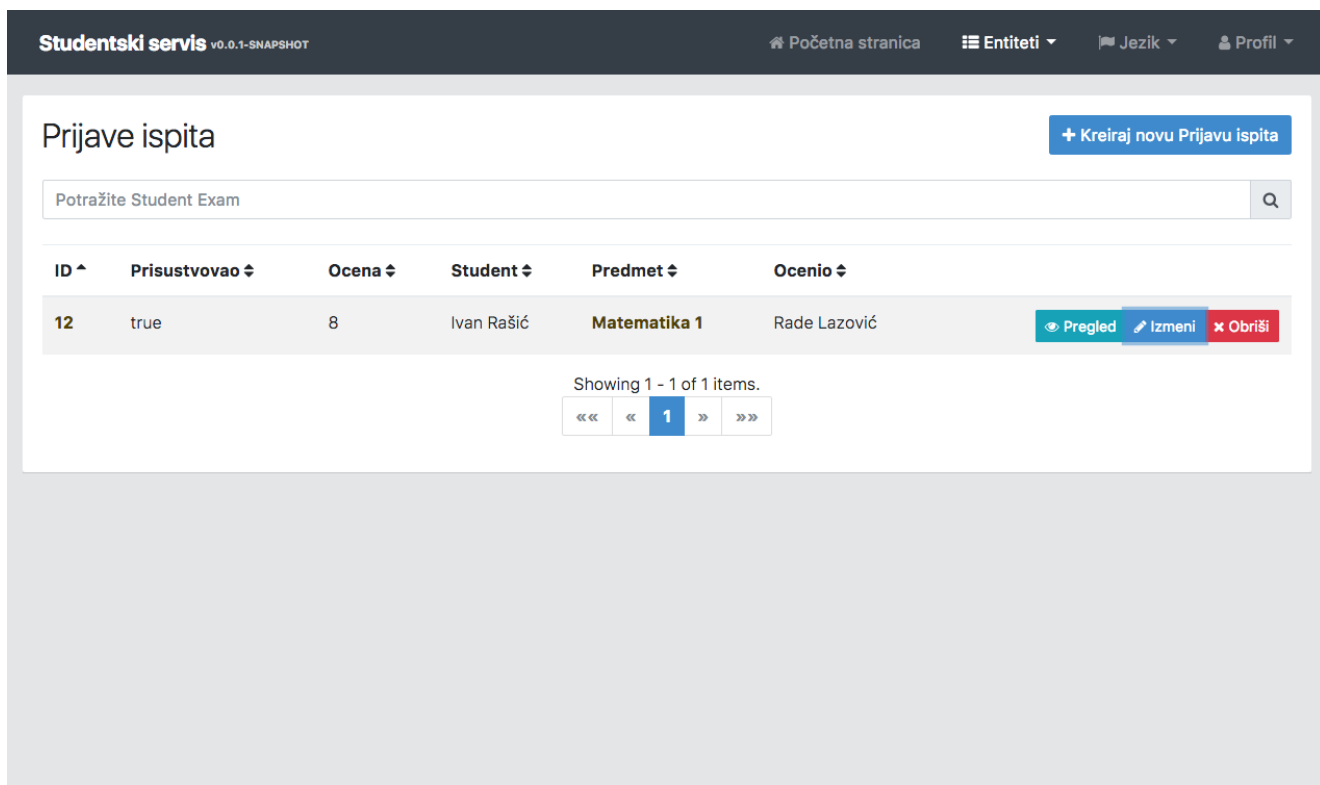 Studentski servis v0.0.1-SNAPSHOT Početna stranica Entiteti Jezik Profil
Prijave ispita + Kreiraj novu Prijavu ispita
Potražite Student Exam
ID Prisustvovao Ocena Student Predmet Ocenio
12 true 8 Ivan Rašić Matematika 1 Rade Lazović Pregled Izmeni Obriši
Showing 1 - 1 of 1 items.
«« « 1 » »»